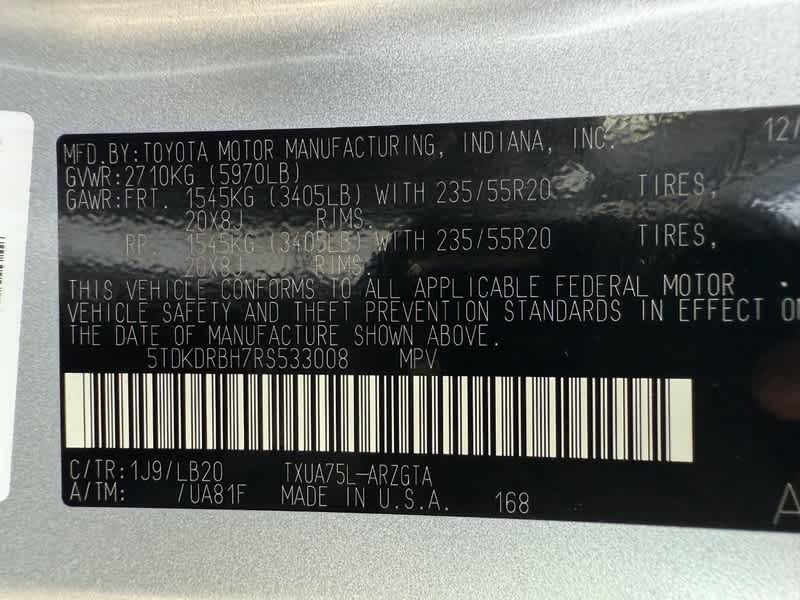 MFD.BY:TOYOTA MOTOR MANUFACTURING, INDIANA, INC. 12/
GVWR:2710KG (5970LB)
GAWR:FRT. 1545KG (3405LB) WITH 235/55R20 TIRES,
20X8J RIMS.
RR. 1545KG (3405LB) WITH 235/55R20 TIRES,
20X8J RIMS.
THIS VEHICLE CONFORMS TO ALL APPLICABLE FEDERAL MOTOR
VEHICLE SAFETY AND THEFT PREVENTION STANDARDS IN EFFECT O
THE DATE OF MANUFACTURE SHOWN ABOVE.
5TDKDRBH7RS533008 MPV
C/TR:1J9/LB20 TXUA75L-ARZGTA
A/TM: /UA81F MADE IN U.S.A. 168 A